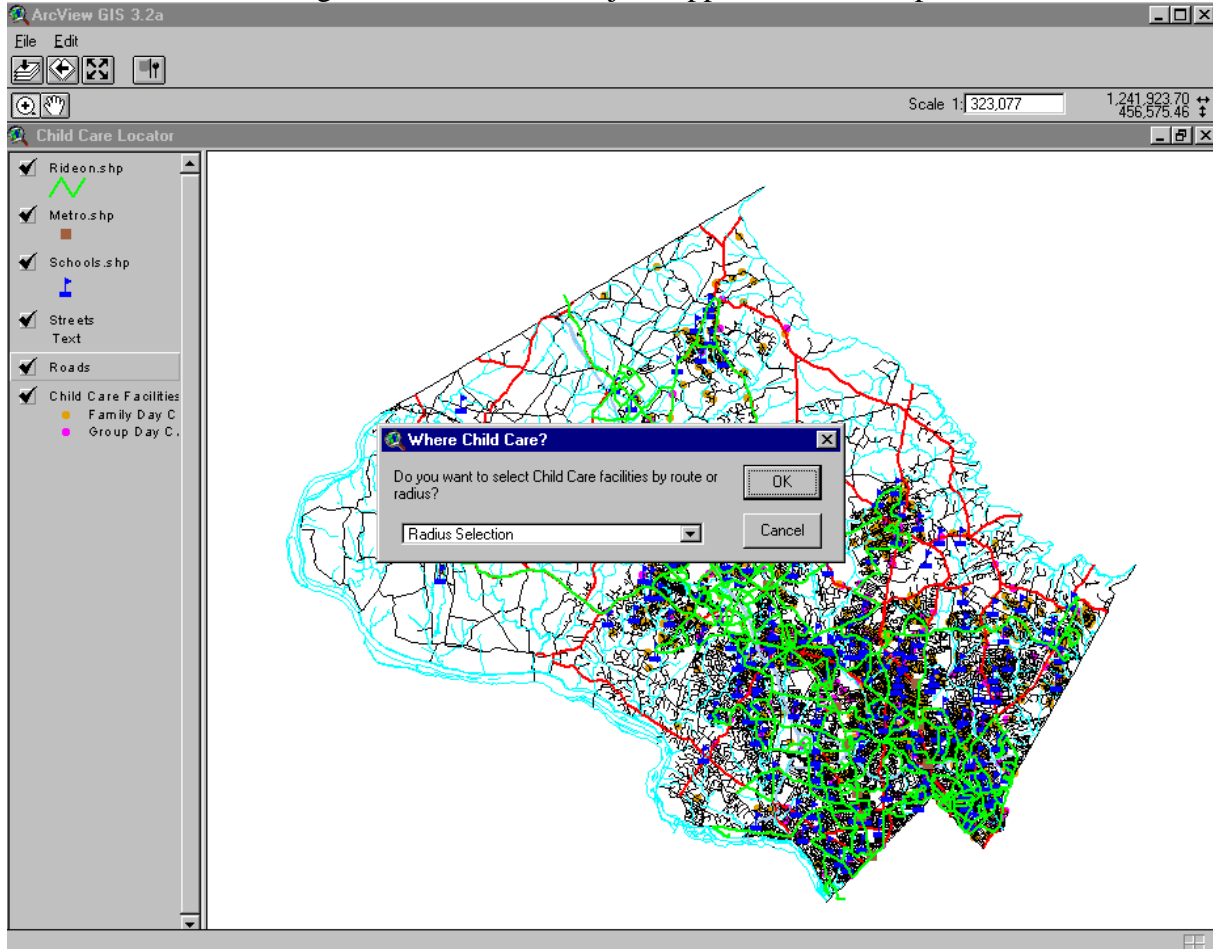 ArcView GIS 3.2a
File Edit
Scale 1: 323,077
1,241,923.70
456,575.46
Child Care Locator
Rideon.shp
Metro.shp
Schools.shp
Streets
Text
Roads
Child Care Facilities
Family Day C
Group Day C.
Where Child Care?
Do you want to select Child Care facilities by route or
radius?
OK
Radius Selection
Cancel